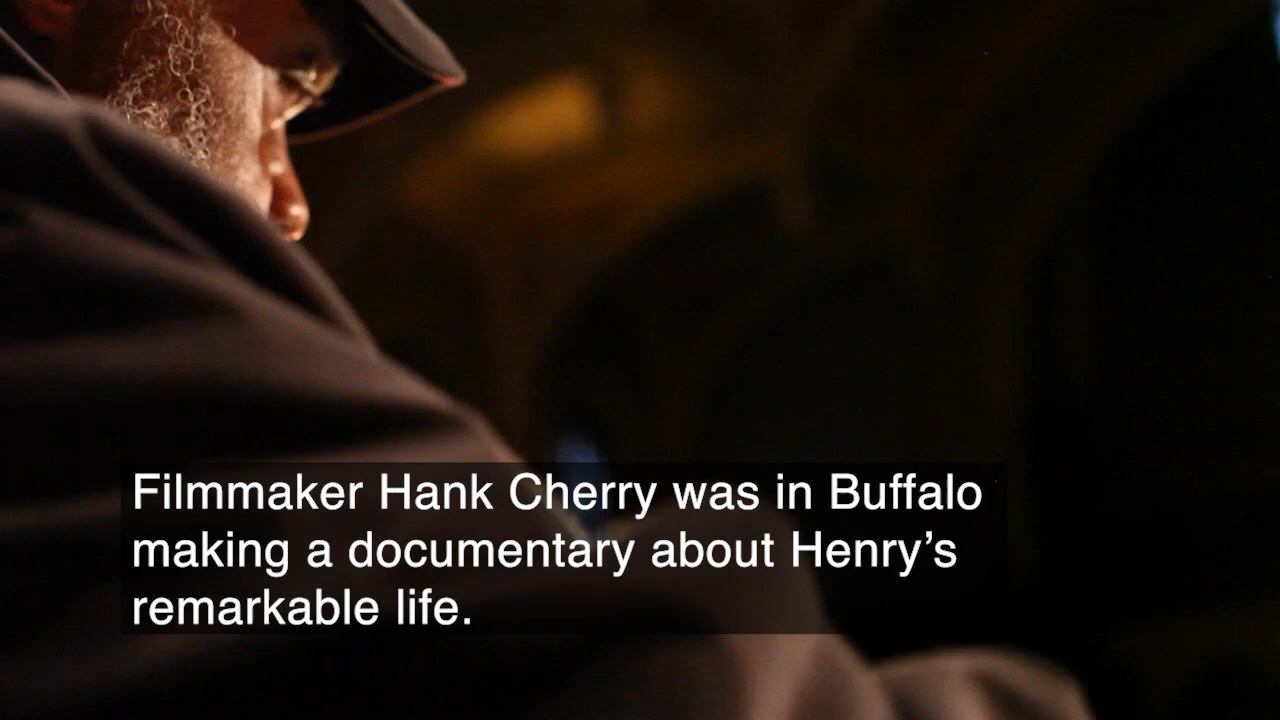 Filmmaker Hank Cherry was in Buffalo
making a documentary about Henry’s
remarkable life.